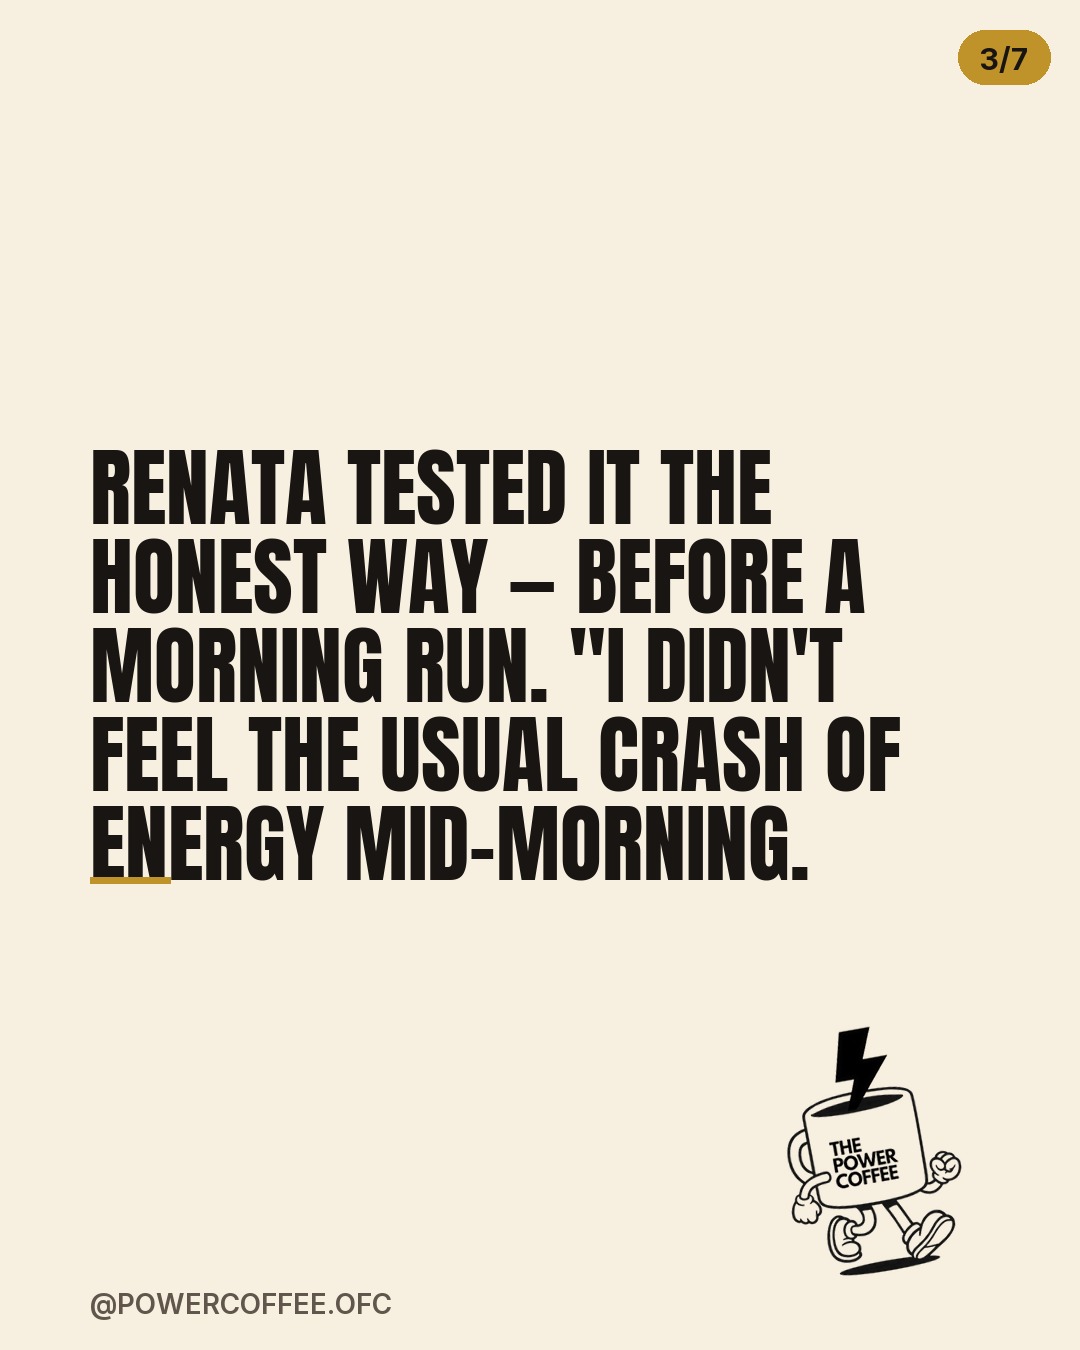 3/7
RENATA TESTED IT THE
HONEST WAY – BEFORE A
MORNING RUN. "I DIDN'T
FEEL THE USUAL CRASH OF
ENERGY MID-MORNING.
THE
POWER
COFFEE
@POWERCOFFEE.OFC